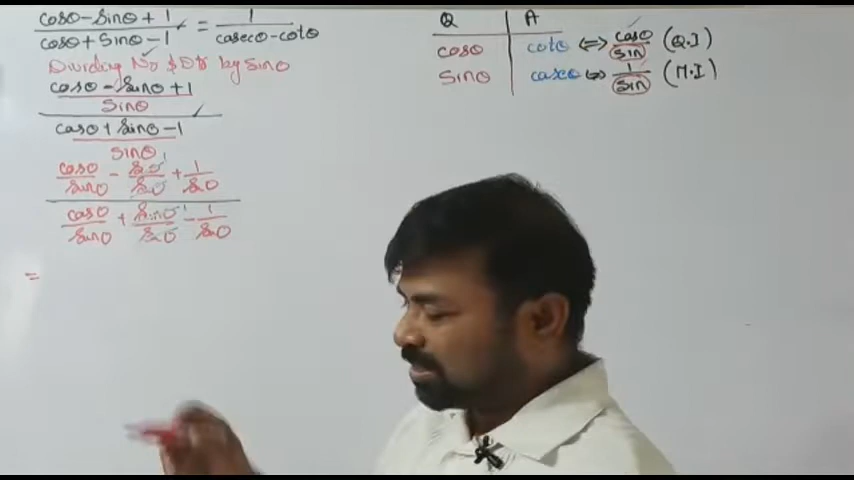 cosθ-sinθ+1 / cosθ+sinθ-1 = 1 / cosecθ-cotθ
Dividing Nr & Dr by sinθ
cosθ-sinθ+1 / sinθ
cosθ+sinθ-1 / sinθ
cosθ/sinθ - sinθ/sinθ + 1/sinθ
cosθ/sinθ + sinθ/sinθ - 1/sinθ
=
Q | A
cosθ | cotθ ⇔ cosθ/sin (Q.I)
sinθ | cosecθ ⇔ 1/sin (M.I)